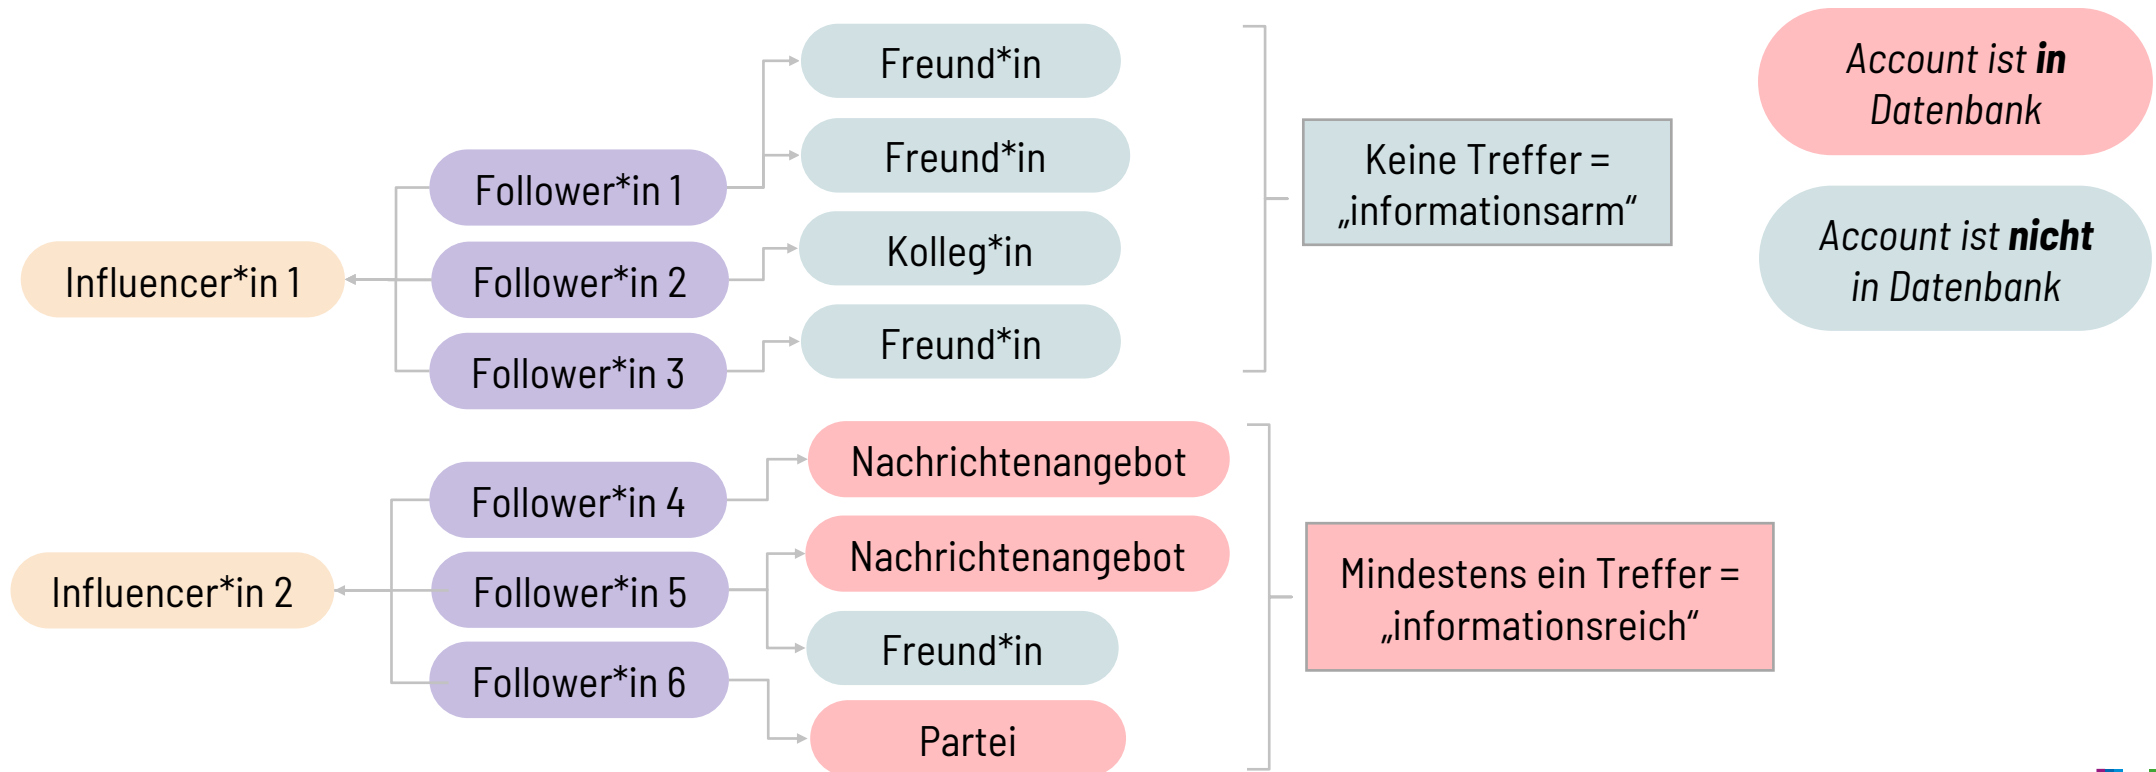 Freund*in
Freund*in
Follower*in 1
Kolleg*in
Influencer*in 1
Follower*in 2
Freund*in
Follower*in 3
Keine Treffer =
„informationsarm“
Account ist in
Datenbank
Account ist nicht
in Datenbank
Nachrichtenangebot
Follower*in 4
Nachrichtenangebot
Influencer*in 2
Follower*in 5
Freund*in
Follower*in 6
Partei
Mindestens ein Treffer =
„informationsreich“